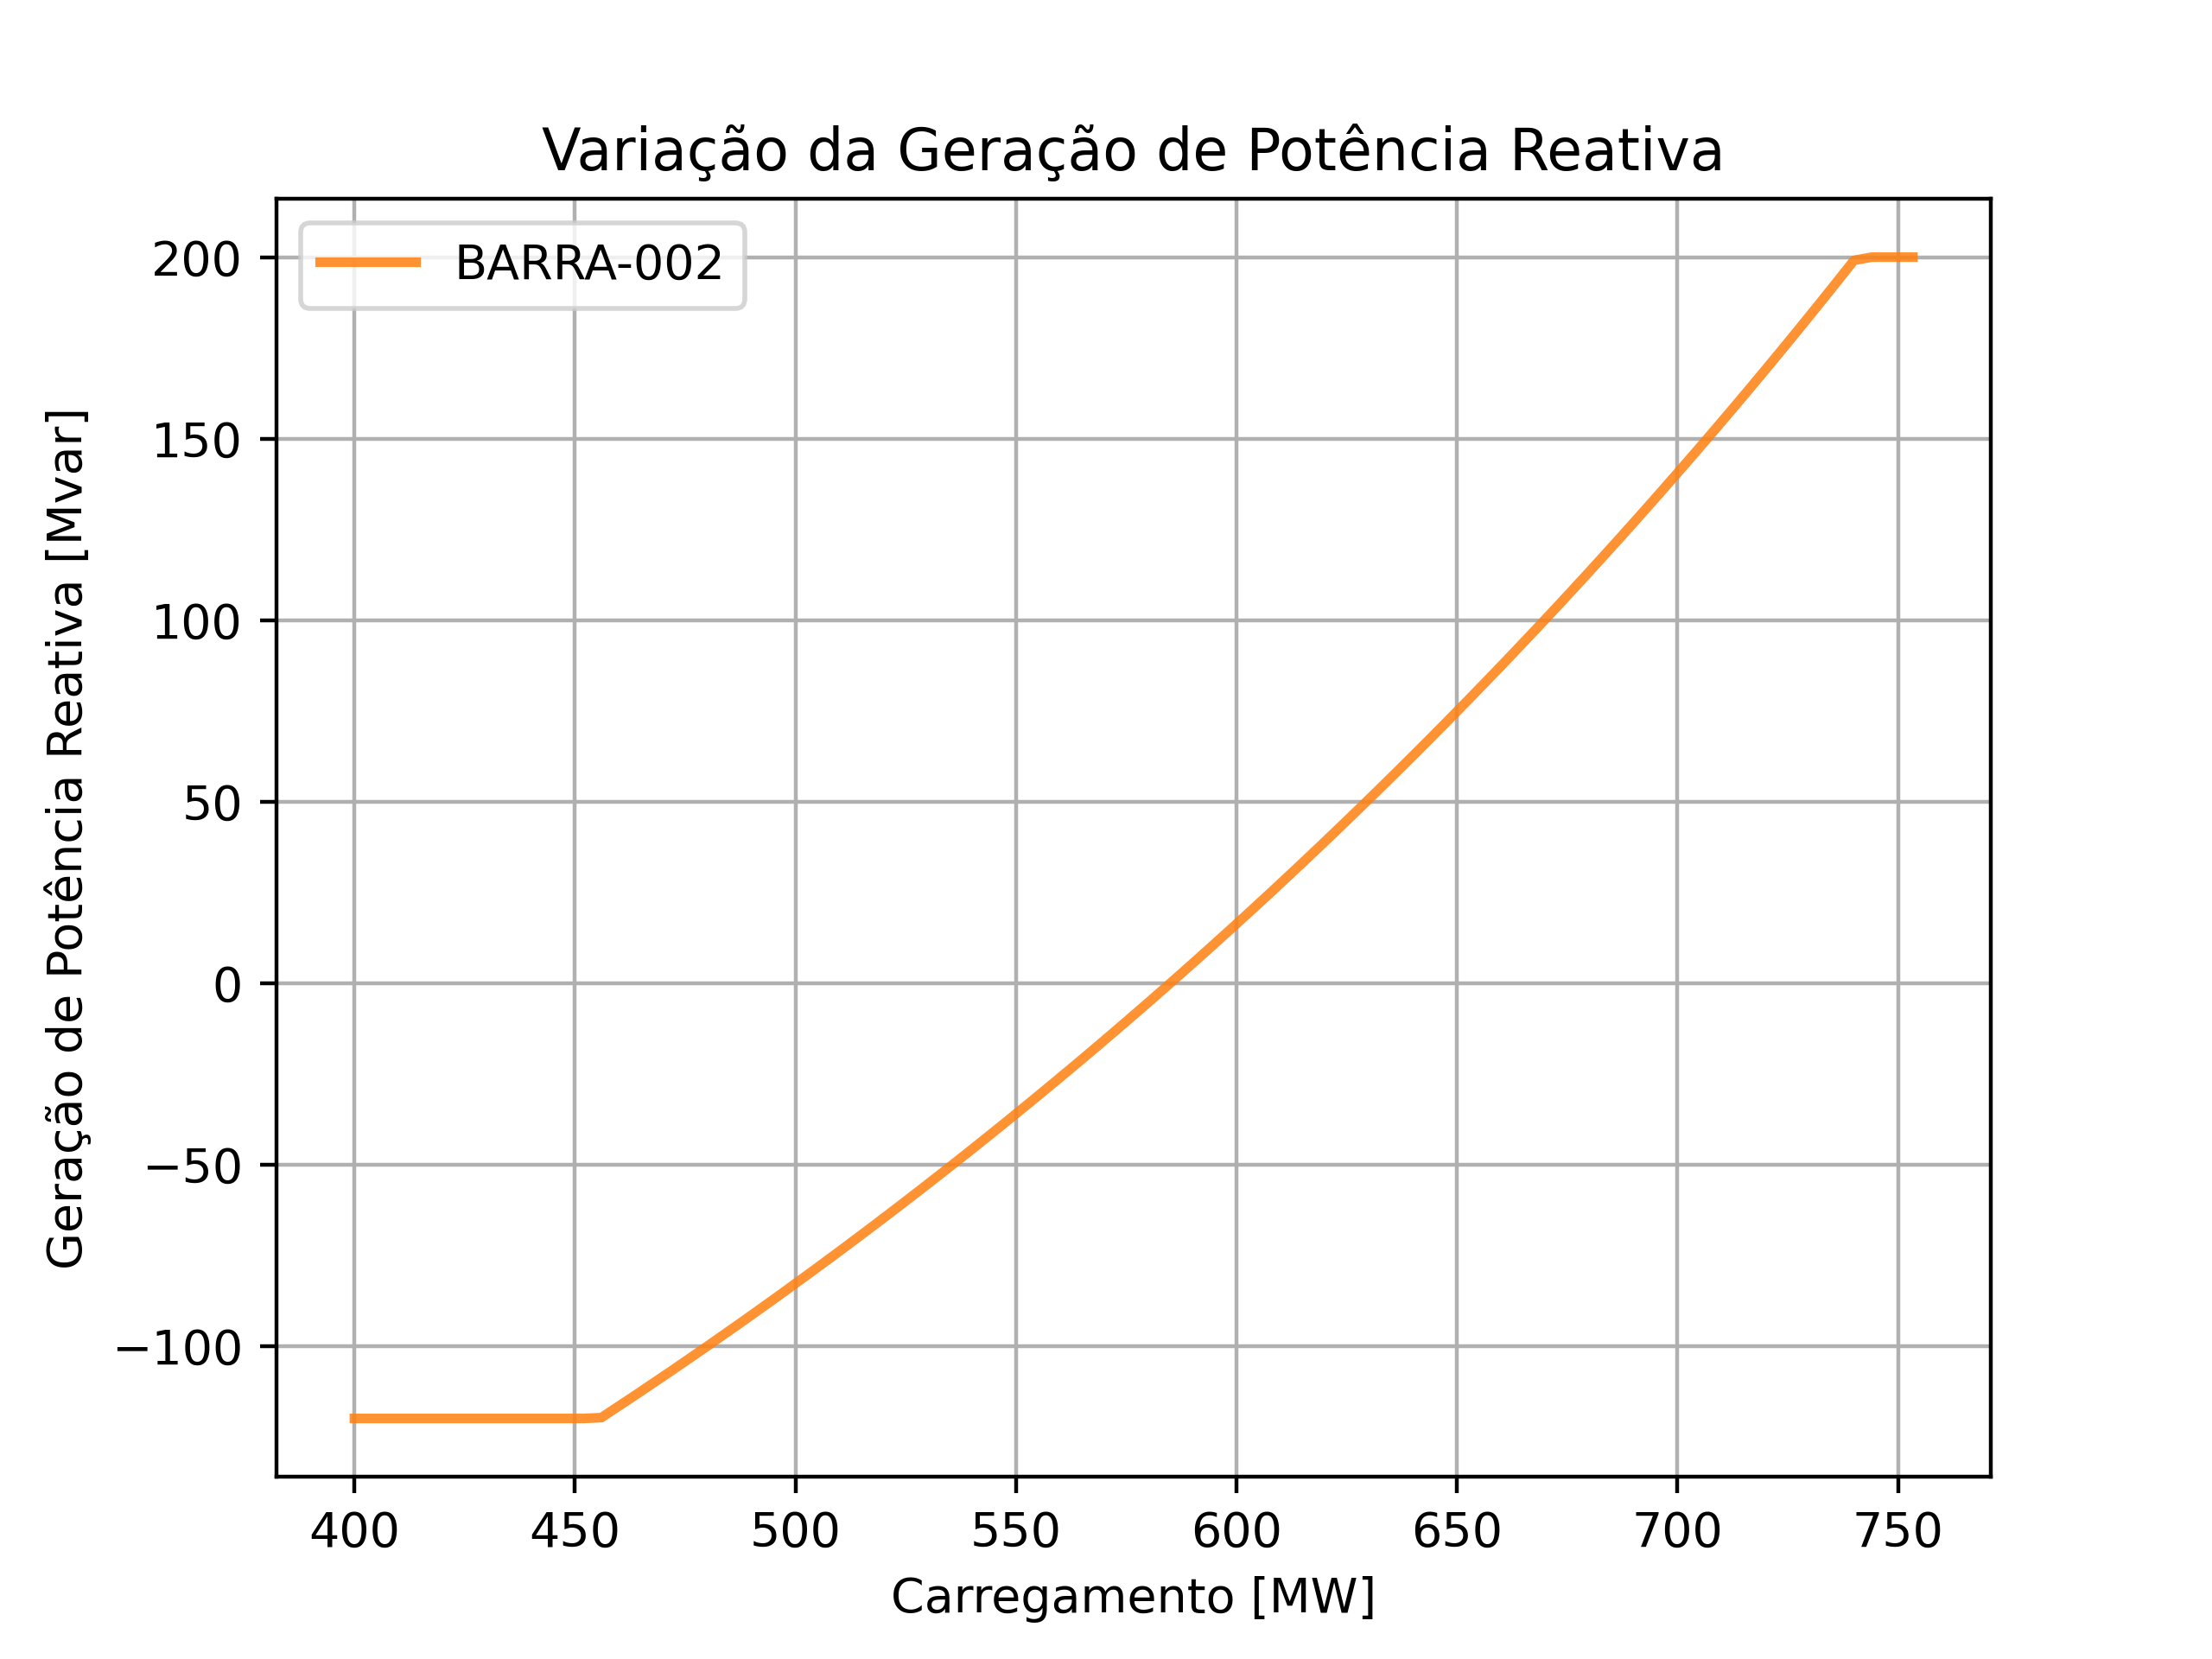 Variação da Geração de Potência Reativa
BARRA-002
Geração de Potência Reativa [Mvar]
200
150
100
50
0
−50
−100
400 450 500 550 600 650 700 750
Carregamento [MW]